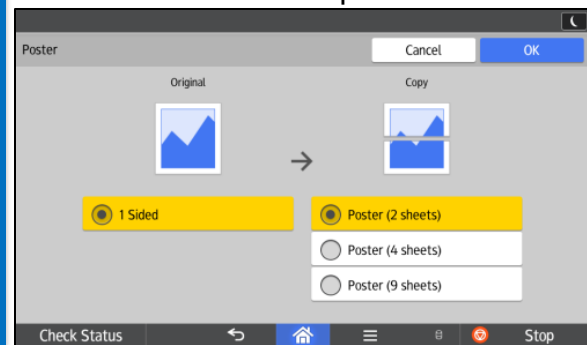 Poster
Cancel
OK
Original
Copy
1 Sided
Poster (2 sheets)
Poster (4 sheets)
Poster (9 sheets)
Check Status
Stop